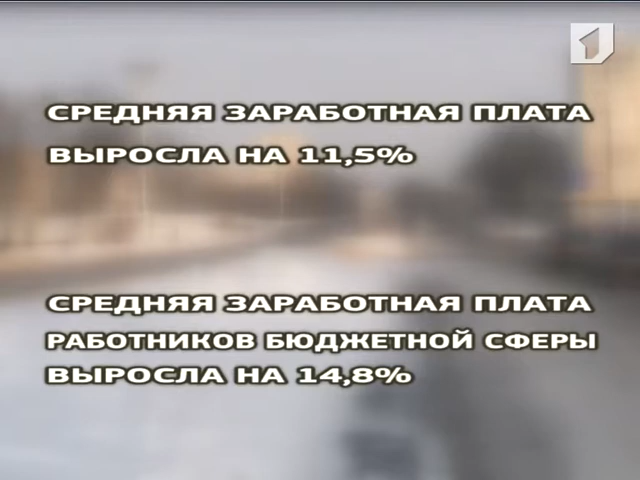 СРЕДНЯЯ ЗАРАБОТНАЯ ПЛАТА
ВЫРОСЛА НА 11,5%
СРЕДНЯЯ ЗАРАБОТНАЯ ПЛАТА
РАБОТНИКОВ БЮДЖЕТНОЙ СФЕРЫ
ВЫРОСЛА НА 14,8%